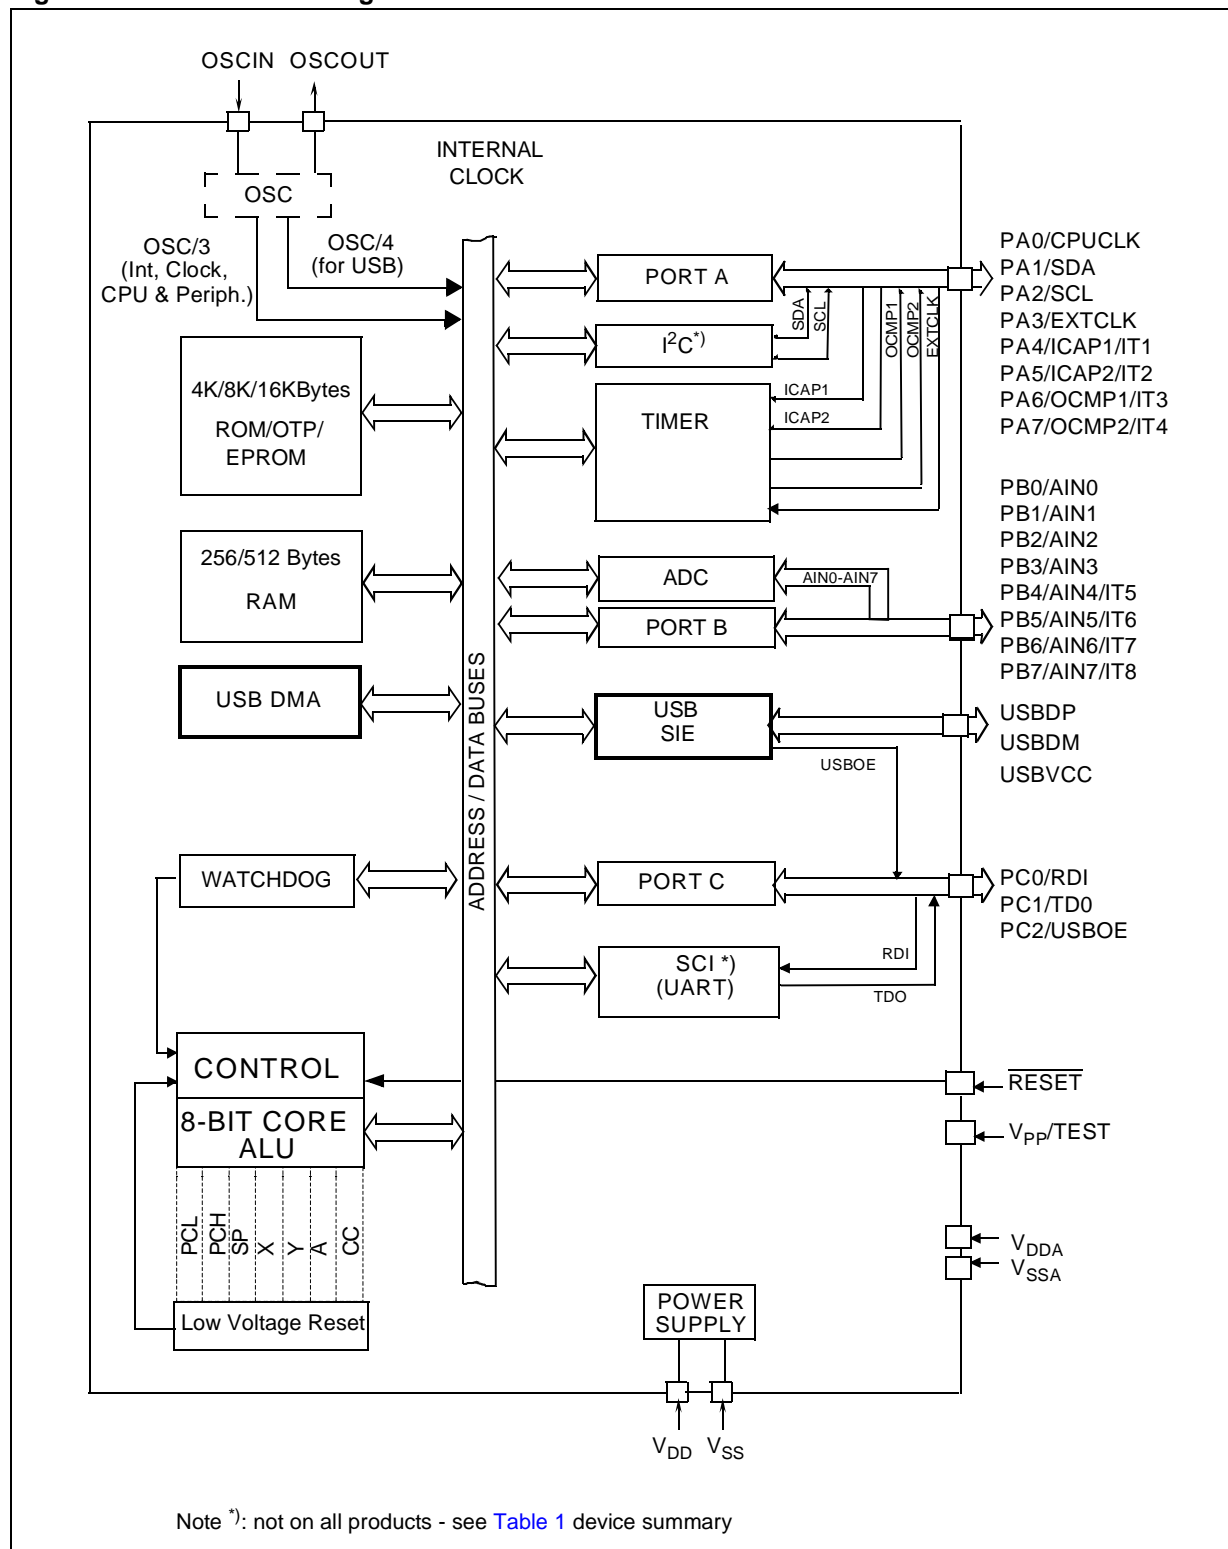 OSCIN OSCOUT
INTERNAL
CLOCK
OSC
OSC/3
(Int, Clock,
CPU & Periph.)
OSC/4
(for USB)
4K/8K/16KBytes
ROM/OTP/
EPROM
256/512 Bytes
RAM
USB DMA
WATCHDOG
CONTROL
8-BIT CORE
ALU
PCL
PCH
SP
X
Y
A
CC
Low Voltage Reset
ADDRESS / DATA BUSES
PORT A
I²C*)
SDA
SCL
TIMER
ICAP1
ICAP2
OCMP1
OCMP2
EXTCLK
ADC
AIN0-AIN7
PORT B
USB
SIE
USBOE
PORT C
SCI *)
(UART)
RDI
TDO
POWER
SUPPLY
VDD VSS
PA0/CPUCLK
PA1/SDA
PA2/SCL
PA3/EXTCLK
PA4/ICAP1/IT1
PA5/ICAP2/IT2
PA6/OCMP1/IT3
PA7/OCMP2/IT4
PB0/AIN0
PB1/AIN1
PB2/AIN2
PB3/AIN3
PB4/AIN4/IT5
PB5/AIN5/IT6
PB6/AIN6/IT7
PB7/AIN7/IT8
USBDP
USBDM
USBVCC
PC0/RDI
PC1/TD0
PC2/USBOE
RESET
VPP/TEST
VDDA
VSSA
Note *): not on all products - see Table 1 device summary